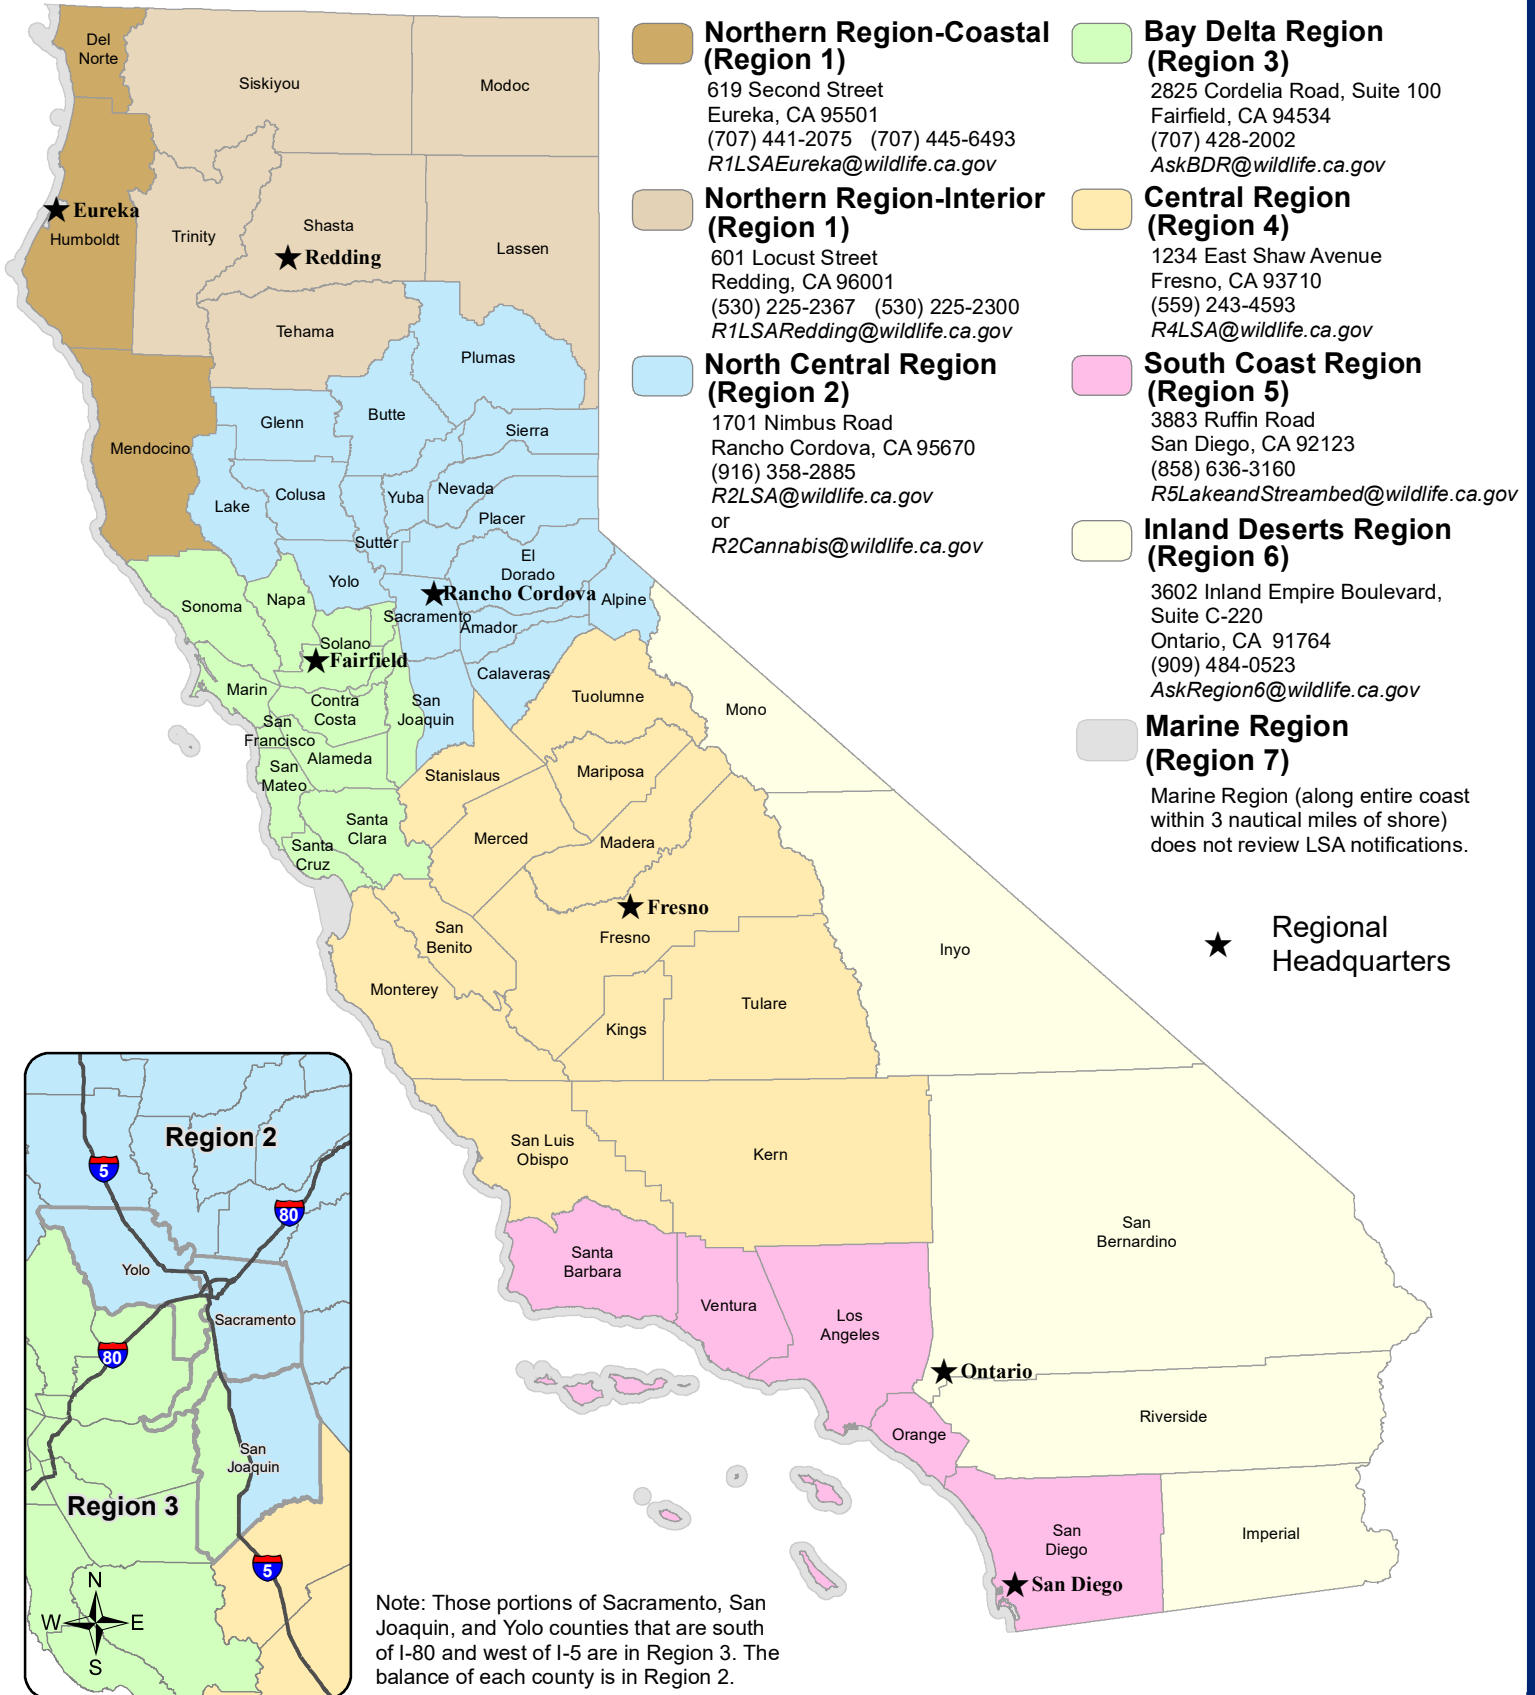 Northern Region-Coastal
(Region 1)
619 Second Street
Eureka, CA 95501
(707) 441-2075 (707) 445-6493
R1LSAEureka@wildlife.ca.gov
Northern Region-Interior
(Region 1)
601 Locust Street
Redding, CA 96001
(530) 225-2367 (530) 225-2300
R1LSARedding@wildlife.ca.gov
North Central Region
(Region 2)
1701 Nimbus Road
Rancho Cordova, CA 95670
(916) 358-2885
R2LSA@wildlife.ca.gov
or
R2Cannabis@wildlife.ca.gov
Bay Delta Region
(Region 3)
2825 Cordelia Road, Suite 100
Fairfield, CA 94534
(707) 428-2002
AskBDR@wildlife.ca.gov
Central Region
(Region 4)
1234 East Shaw Avenue
Fresno, CA 93710
(559) 243-4593
R4LSA@wildlife.ca.gov
South Coast Region
(Region 5)
3883 Ruffin Road
San Diego, CA 92123
(858) 636-3160
R5LakeandStreambed@wildlife.ca.gov
Inland Deserts Region
(Region 6)
3602 Inland Empire Boulevard,
Suite C-220
Ontario, CA 91764
(909) 484-0523
AskRegion6@wildlife.ca.gov
Marine Region
(Region 7)
Marine Region (along entire coast
within 3 nautical miles of shore)
does not review LSA notifications.
Regional
Headquarters
Del
Norte
Siskiyou
Modoc
Eureka
Humboldt
Trinity
Shasta
Redding
Lassen
Tehama
Plumas
Glenn
Butte
Sierra
Mendocino
Lake
Colusa
Yuba
Nevada
Placer
Sutter
El
Dorado
Yolo
Rancho Cordova
Alpine
Sonoma
Napa
Sacramento
Amador
Solano
Fairfield
Calaveras
Marin
Contra
Costa
San
Joaquin
Tuolumne
Mono
San
Francisco
Alameda
San
Mateo
Stanislaus
Mariposa
Santa
Clara
Merced
Madera
Santa
Cruz
Fresno
Fresno
San
Benito
Inyo
Monterey
Tulare
Kings
San Luis
Obispo
Kern
San
Bernardino
Santa
Barbara
Ventura
Los
Angeles
Ontario
Riverside
Orange
San
Diego
Imperial
San Diego
Region 2
5
80
Yolo
Sacramento
80
San
Joaquin
Region 3
5
N
W
E
S
Note: Those portions of Sacramento, San
Joaquin, and Yolo counties that are south
of I-80 and west of I-5 are in Region 3. The
balance of each county is in Region 2.